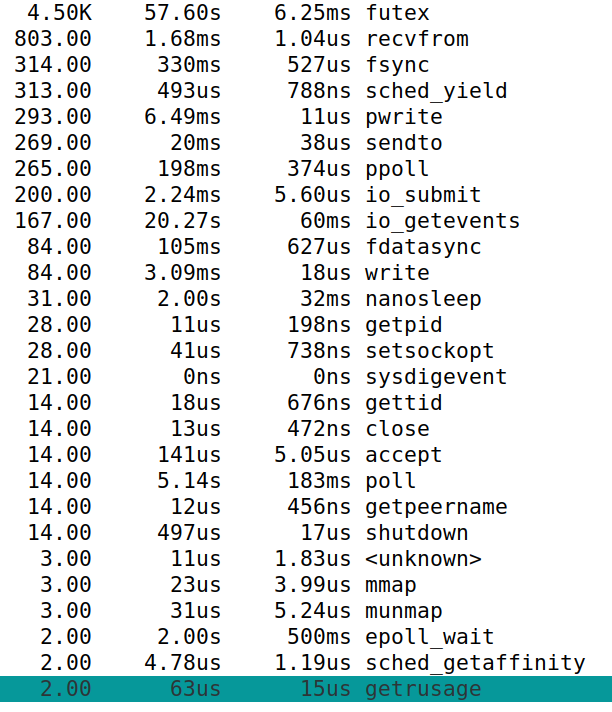 4.50K 57.60s 6.25ms futex
803.00 1.68ms 1.04us recvfrom
314.00 330ms 527us fsync
313.00 493us 788ns sched_yield
293.00 6.49ms 11us pwrite
269.00 20ms 38us sendto
265.00 198ms 374us ppoll
200.00 2.24ms 5.60us io_submit
167.00 20.27s 60ms io_getevents
84.00 105ms 627us fdatasync
84.00 3.09ms 18us write
31.00 2.00s 32ms nanosleep
28.00 11us 198ns getpid
28.00 41us 738ns setsockopt
21.00 0ns 0ns sysdigevent
14.00 18us 676ns gettid
14.00 13us 472ns close
14.00 141us 5.05us accept
14.00 5.14s 183ms poll
14.00 12us 456ns getpeername
14.00 497us 17us shutdown
3.00 11us 1.83us <unknown>
3.00 23us 3.99us mmap
3.00 31us 5.24us munmap
2.00 2.00s 500ms epoll_wait
2.00 4.78us 1.19us sched_getaffinity
2.00 63us 15us getrusage